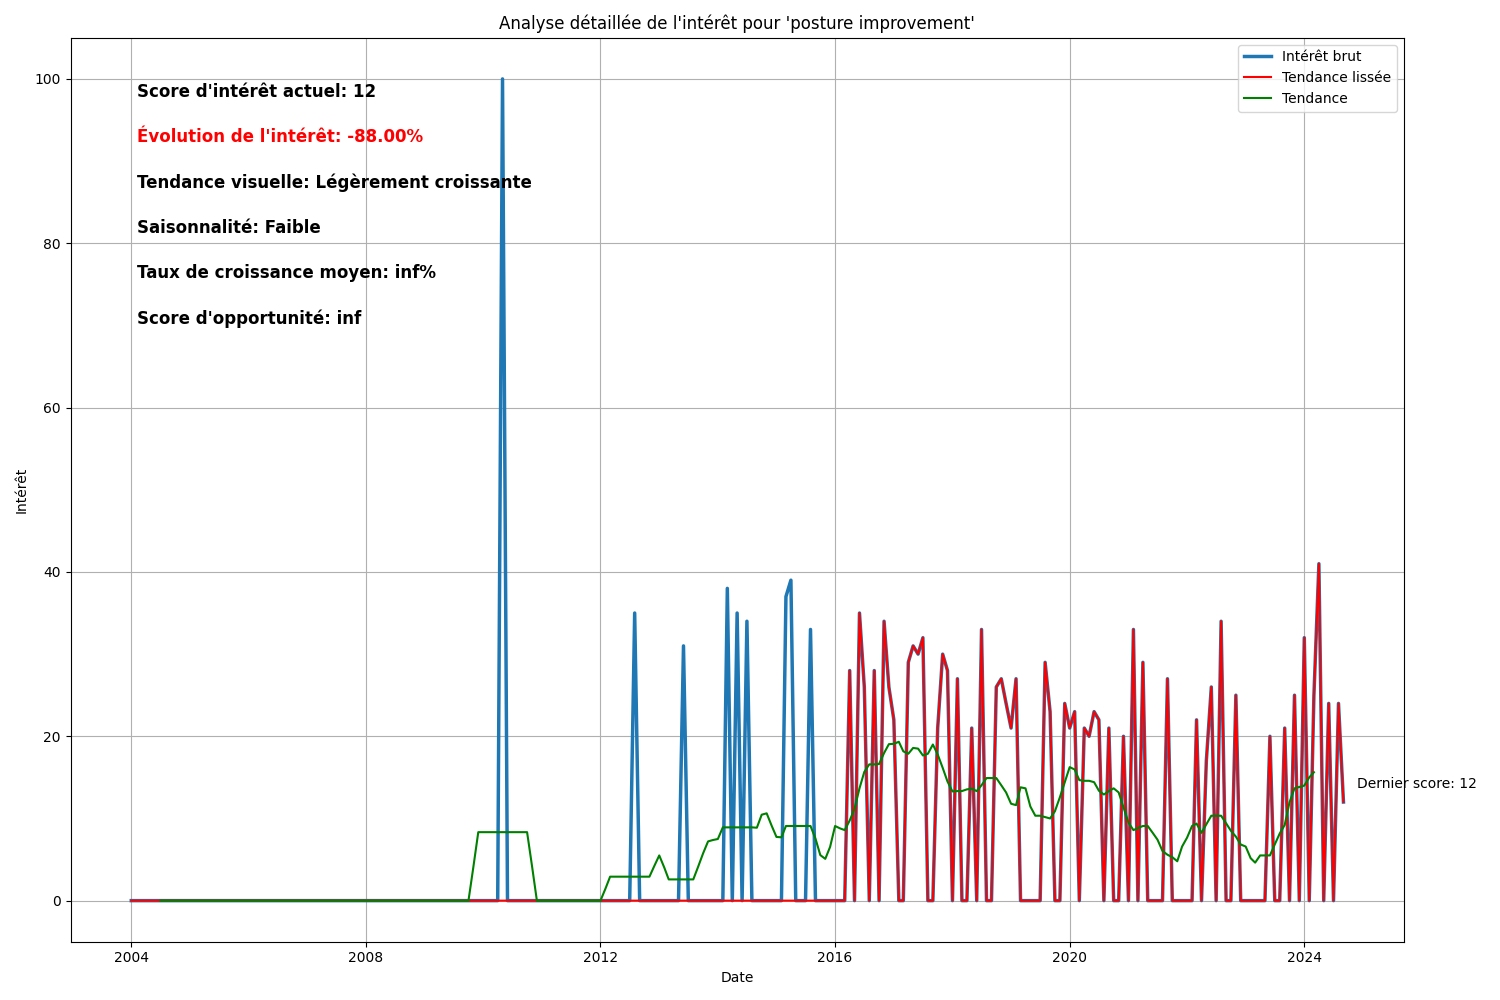 Analyse détaillée de l'intérêt pour 'posture improvement'
Intérêt brut
Tendance lissée
Tendance
Score d'intérêt actuel: 12
Évolution de l'intérêt: -88.00%
Tendance visuelle: Légèrement croissante
Saisonnalité: Faible
Taux de croissance moyen: inf%
Score d'opportunité: inf
100
80
60
40
20
0
Intérêt
Dernier score: 12
2004
2008
2012
2016
2020
2024
Date